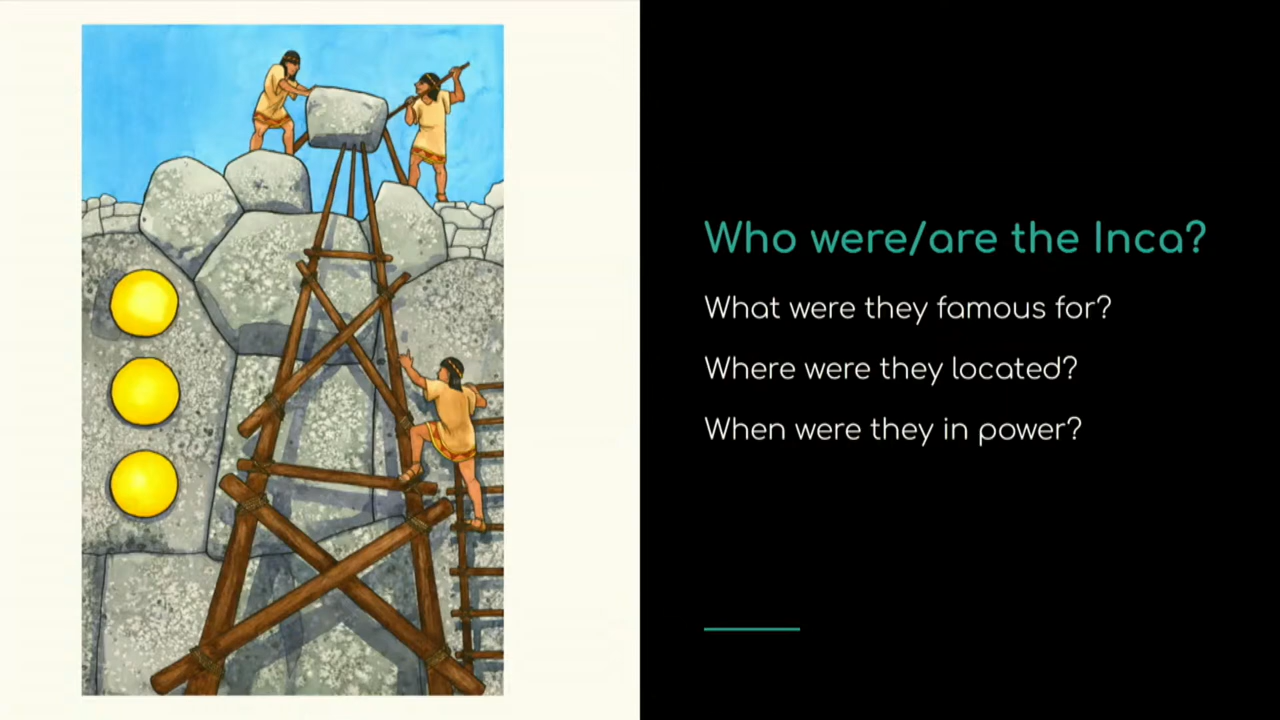 Who were/are the Inca?
What were they famous for?
Where were they located?
When were they in power?